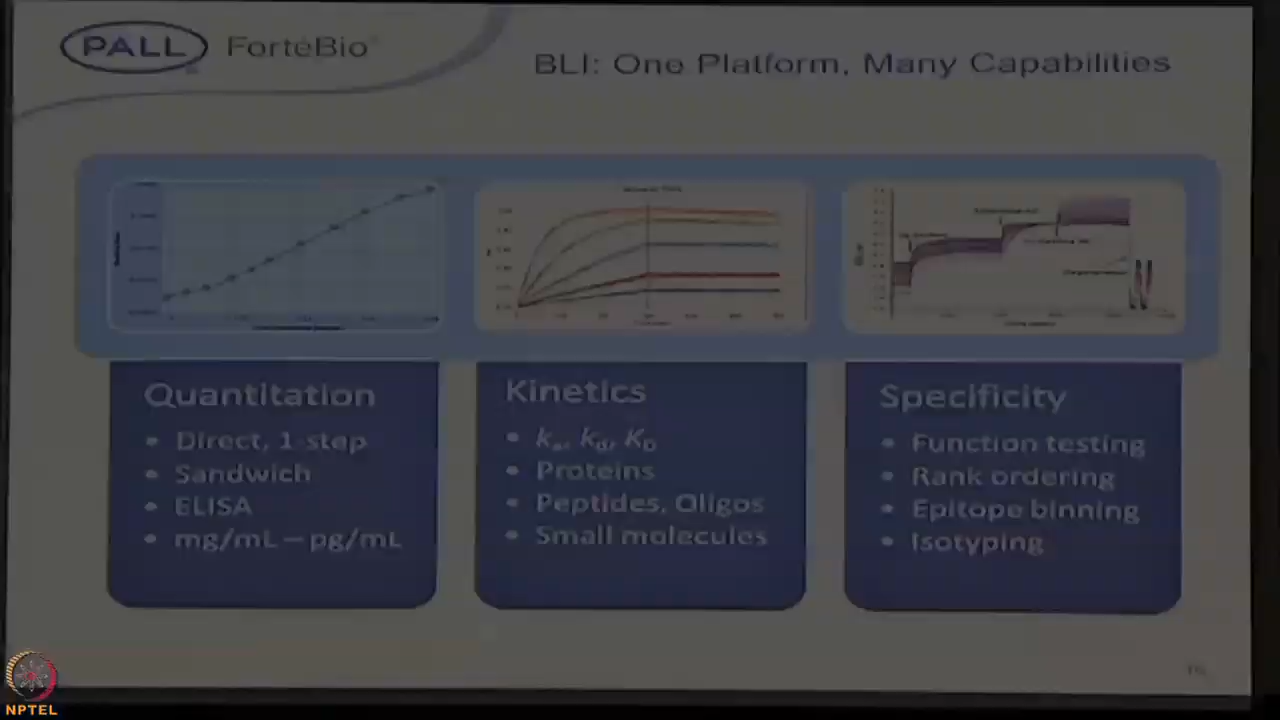 PALL FortéBio®
BLI: One Platform, Many Capabilities
Quantitation
• Direct, 1-step
• Sandwich
• ELISA
• mg/mL – pg/mL
Kinetics
• ka, kd, KD
• Proteins
• Peptides, Oligos
• Small molecules
Specificity
• Function testing
• Rank ordering
• Epitope binning
• Isotyping
NPTEL